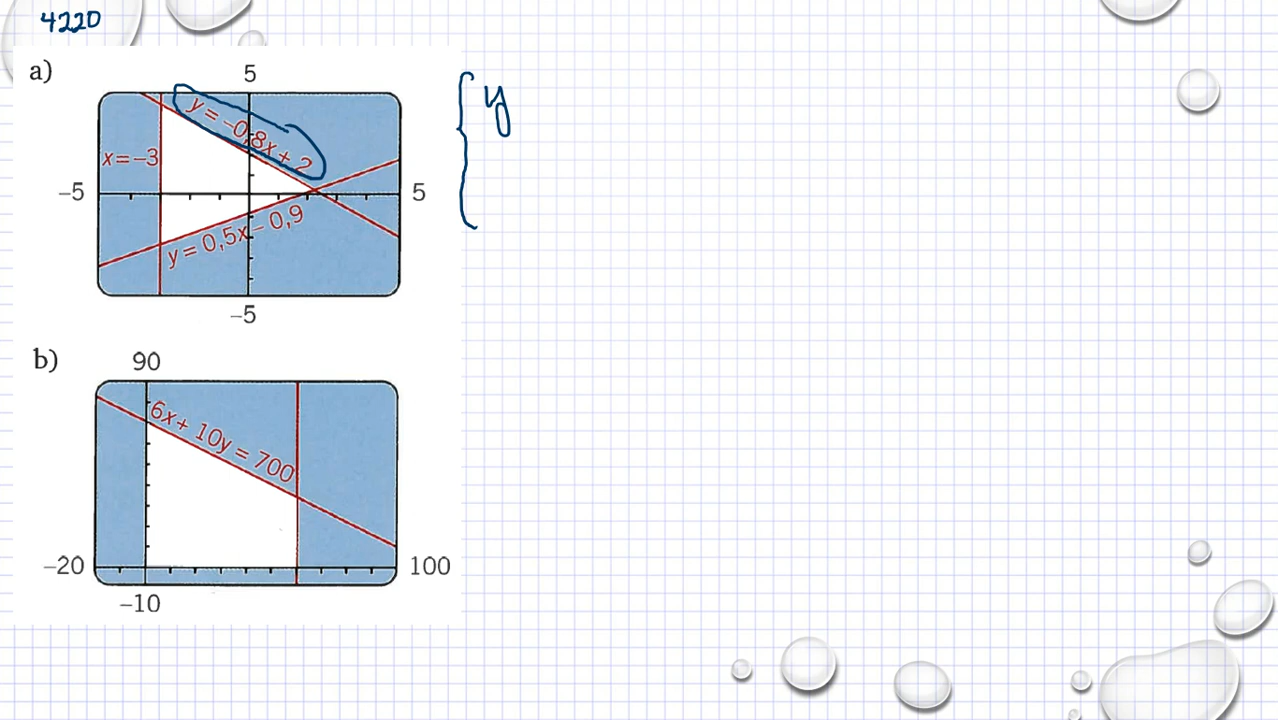 4220
a)
5
y = -0,8x + 2
x = -3
-5
5
y = 0,5x - 0,9
-5
{ y
b)
90
6x + 10y = 700
-20
100
-10